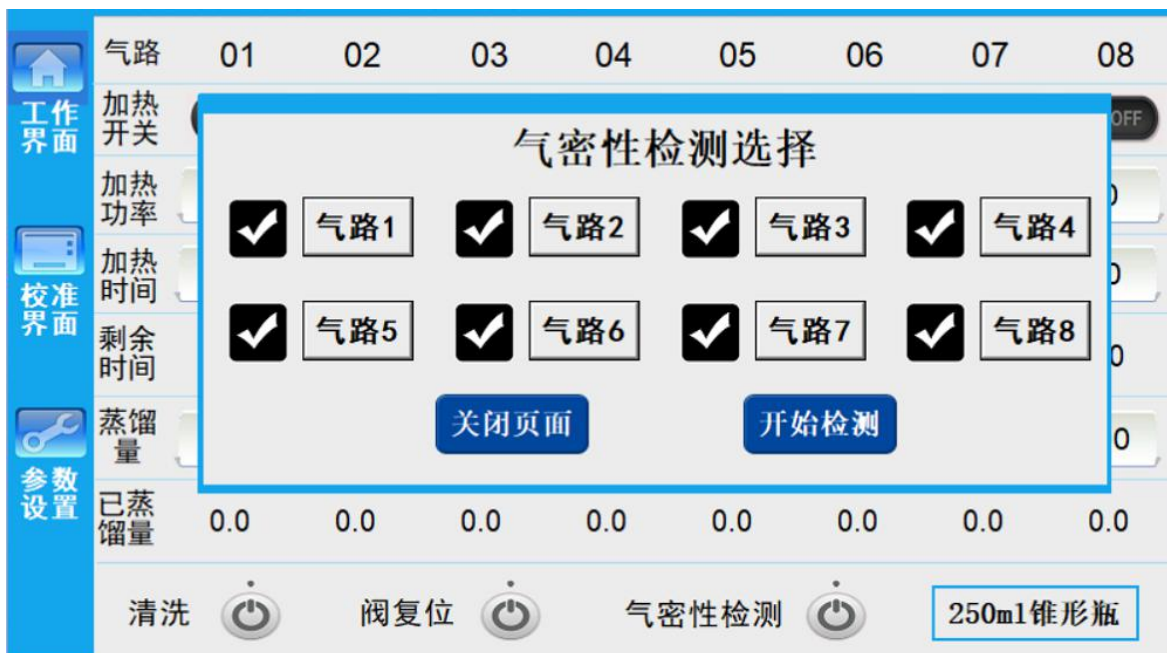 气路 01 02 03 04 05 06 07 08
工作
界面
加热
开关
OFF
气密性检测选择
加热
功率
气路1 气路2 气路3 气路4
校准
界面
加热
时间
气路5 气路6 气路7 气路8
剩余
时间
关闭页面 开始检测
参数
设置
蒸馏
量
0
已蒸
馏量
0.0 0.0 0.0 0.0 0.0 0.0 0.0 0.0
清洗 阀复位 气密性检测 250ml锥形瓶